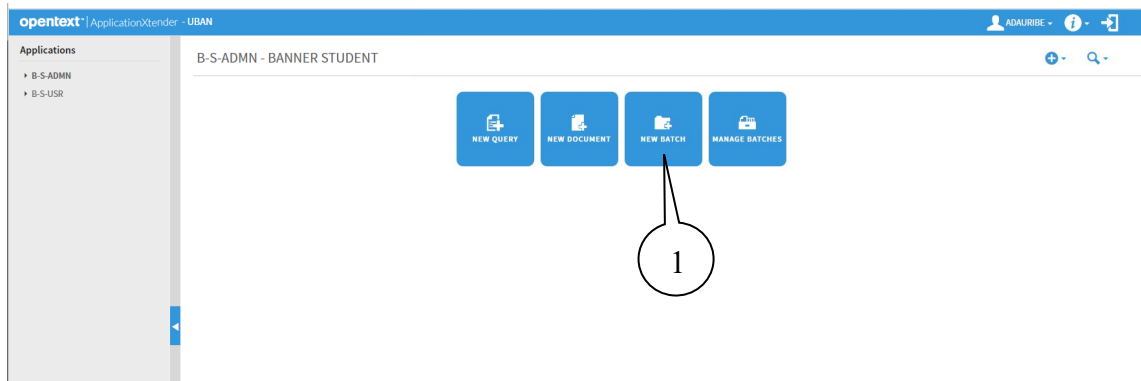 opentext™ | ApplicationXtender - UBAN
ADAURIBE
Applications
B-S-ADMN
B-S-USR
B-S-ADMN - BANNER STUDENT
NEW QUERY
NEW DOCUMENT
NEW BATCH
MANAGE BATCHES
1